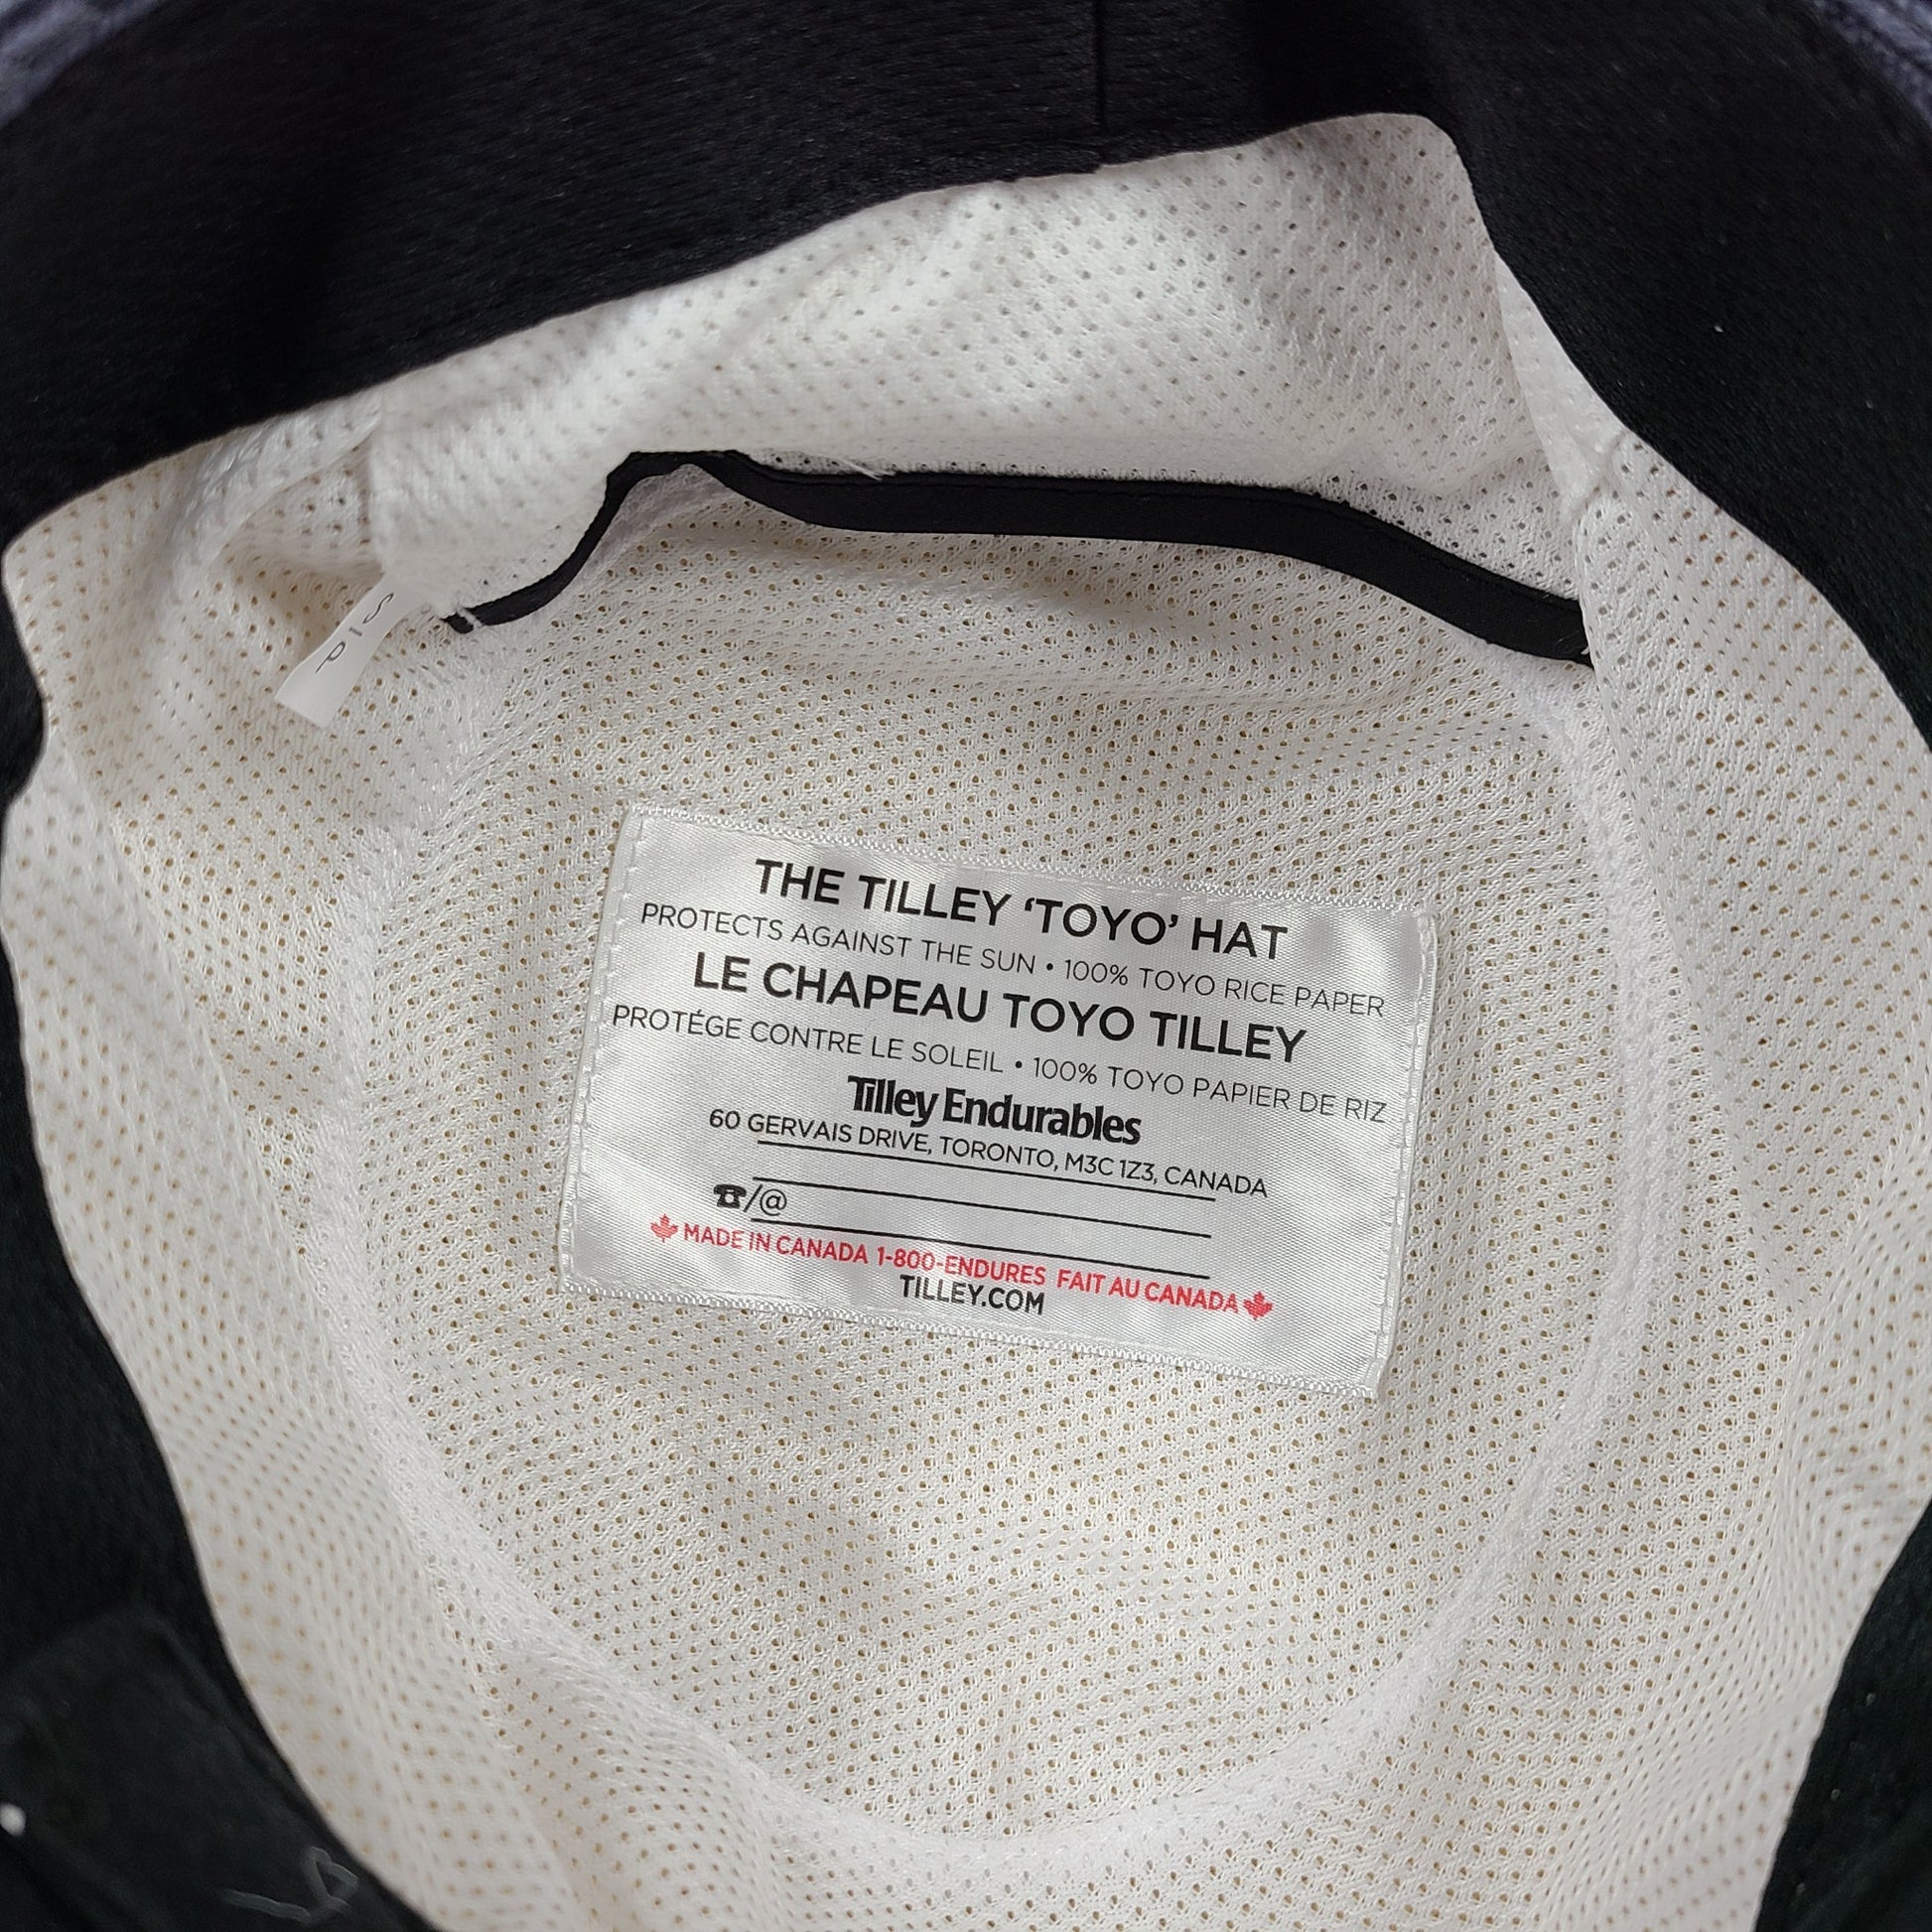 SIP
THE TILLEY ‘TOYO’ HAT
PROTECTS AGAINST THE SUN • 100% TOYO RICE PAPER
LE CHAPEAU TOYO TILLEY
PROTÉGE CONTRE LE SOLEIL • 100% TOYO PAPIER DE RIZ
Tilley Endurables
60 GERVAIS DRIVE, TORONTO, M3C 1Z3, CANADA
☎/@
MADE IN CANADA 1-800-ENDURES FAIT AU CANADA
TILLEY.COM